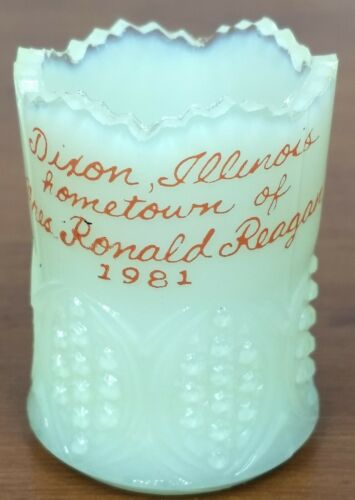 Dixon, Illinois
hometown of
Pres. Ronald Reagan
1981